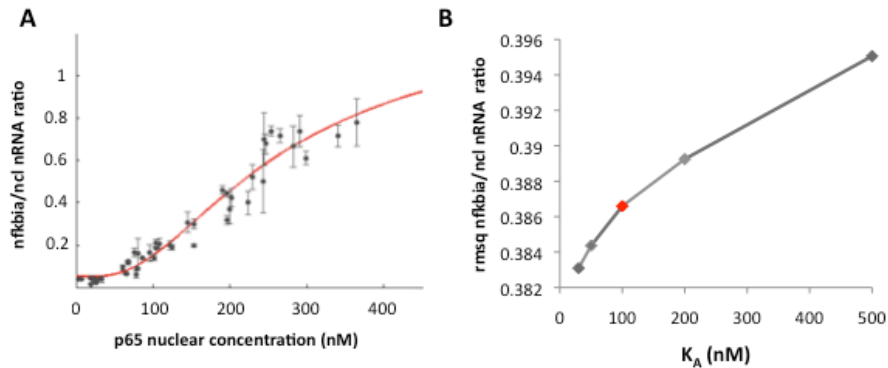 A
nfkbia/ncl nRNA ratio
1
0.8
0.6
0.4
0.2
0 100 200 300 400
p65 nuclear concentration (nM)
B
rmsq nfkbia/ncl nRNA ratio
0.396
0.394
0.392
0.39
0.388
0.386
0.384
0.382
0 100 200 300 400 500
K_A (nM)